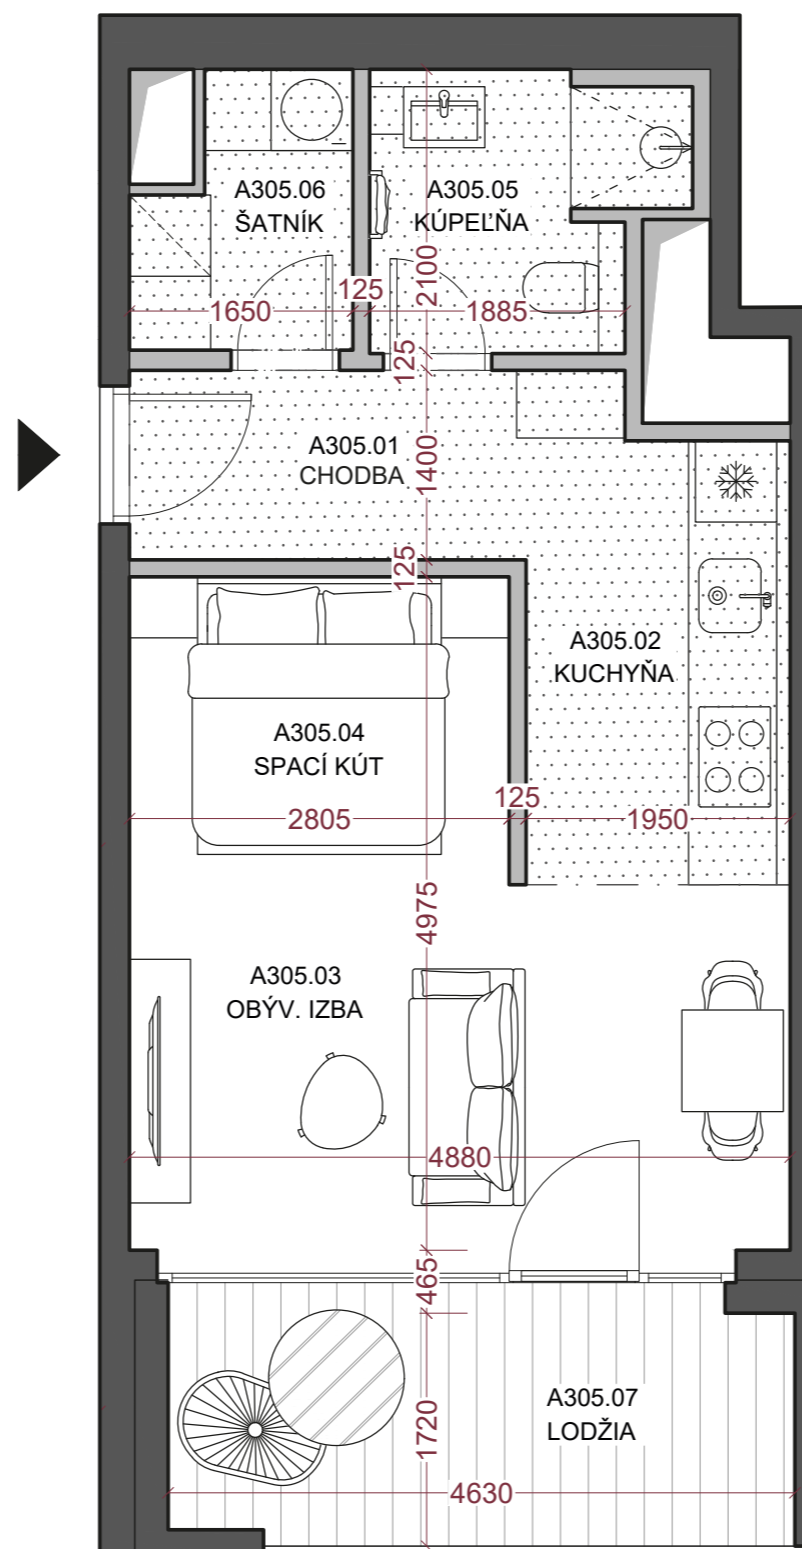 A305.06
ŠATNÍK
A305.05
KÚPEĽŇA
2100
125
1650
1885
125
A305.01
CHODBA
1400
125
A305.02
KUCHYŇA
A305.04
SPACÍ KÚT
125
2805
1950
4975
A305.03
OBÝV. IZBA
4880
465
A305.07
LODŽIA
1720
4630